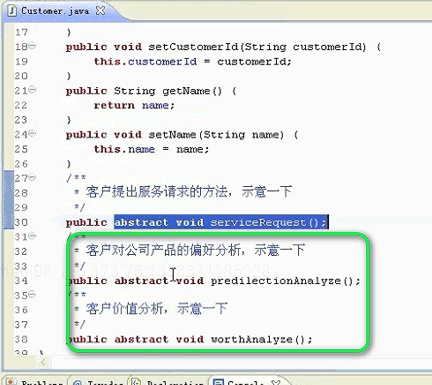 Customer.java
17 }
18 public void setCustomerId(String customerId) {
19 this.customerId = customerId;
20 }
21 public String getName() {
22 return name;
23 }
24 public void setName(String name) {
25 this.name = name;
26 }
27 /**
28 * 客户提出服务请求的方法，示意一下
29 */
30 public abstract void serviceRequest();
31 /**
32 * 客户对公司产品的偏好分析，示意一下
33 */
34 public abstract void predilectionAnalyze();
35 /**
36 * 客户价值分析，示意一下
37 */
38 public abstract void worthAnalyze();
39 }
Problems @ Javadoc Declaration Console